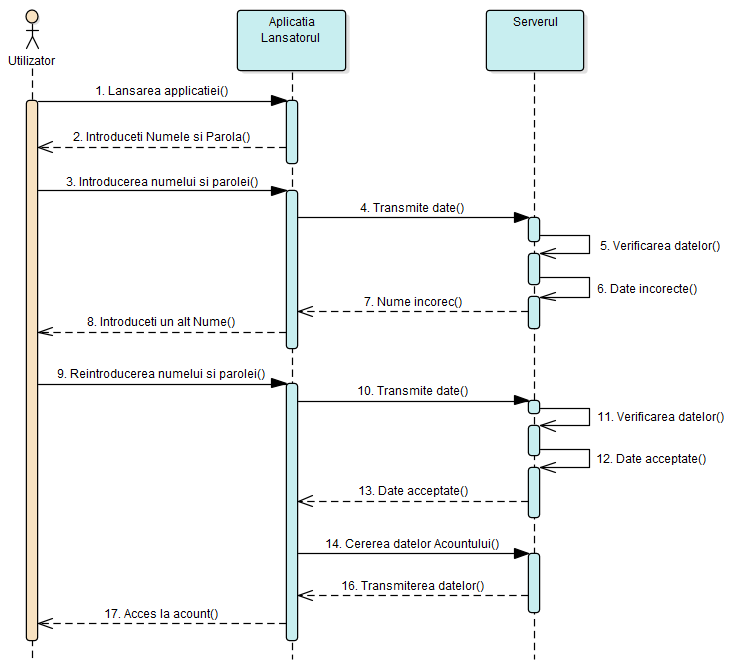 Utilizator
Aplicatia
Lansatorul
Serverul
1. Lansarea applicatiei()
2. Introduceti Numele si Parola()
3. Introducerea numelui si parolei()
4. Transmite date()
5. Verificarea datelor()
6. Date incorecte()
7. Nume incorec()
8. Introduceti un alt Nume()
9. Reintroducerea numelui si parolei()
10. Transmite date()
11. Verificarea datelor()
12. Date acceptate()
13. Date acceptate()
14. Cererea datelor Acountului()
16. Transmiterea datelor()
17. Acces la acount()